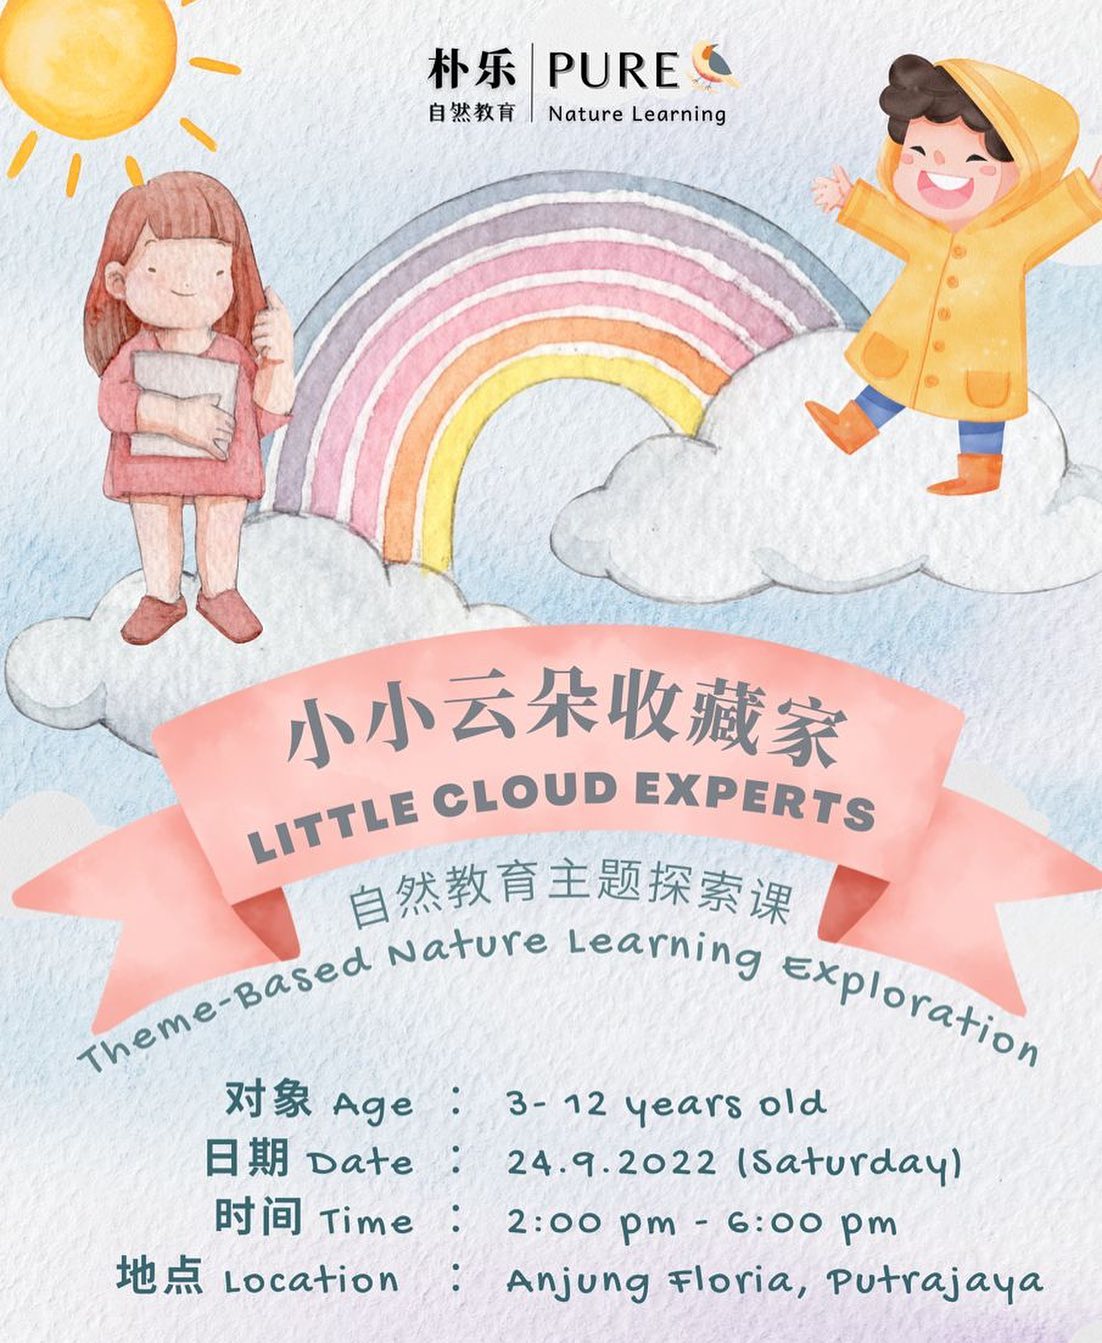 朴乐 PURE
自然教育 Nature Learning
小小云朵收藏家
LITTLE CLOUD EXPERTS
自然教育主题探索课
Theme-Based Nature Learning Exploration
对象 Age : 3- 12 years old
日期 Date : 24.9.2022 (Saturday)
时间 Time : 2:00 pm - 6:00 pm
地点 Location : Anjung Floria, Putrajaya